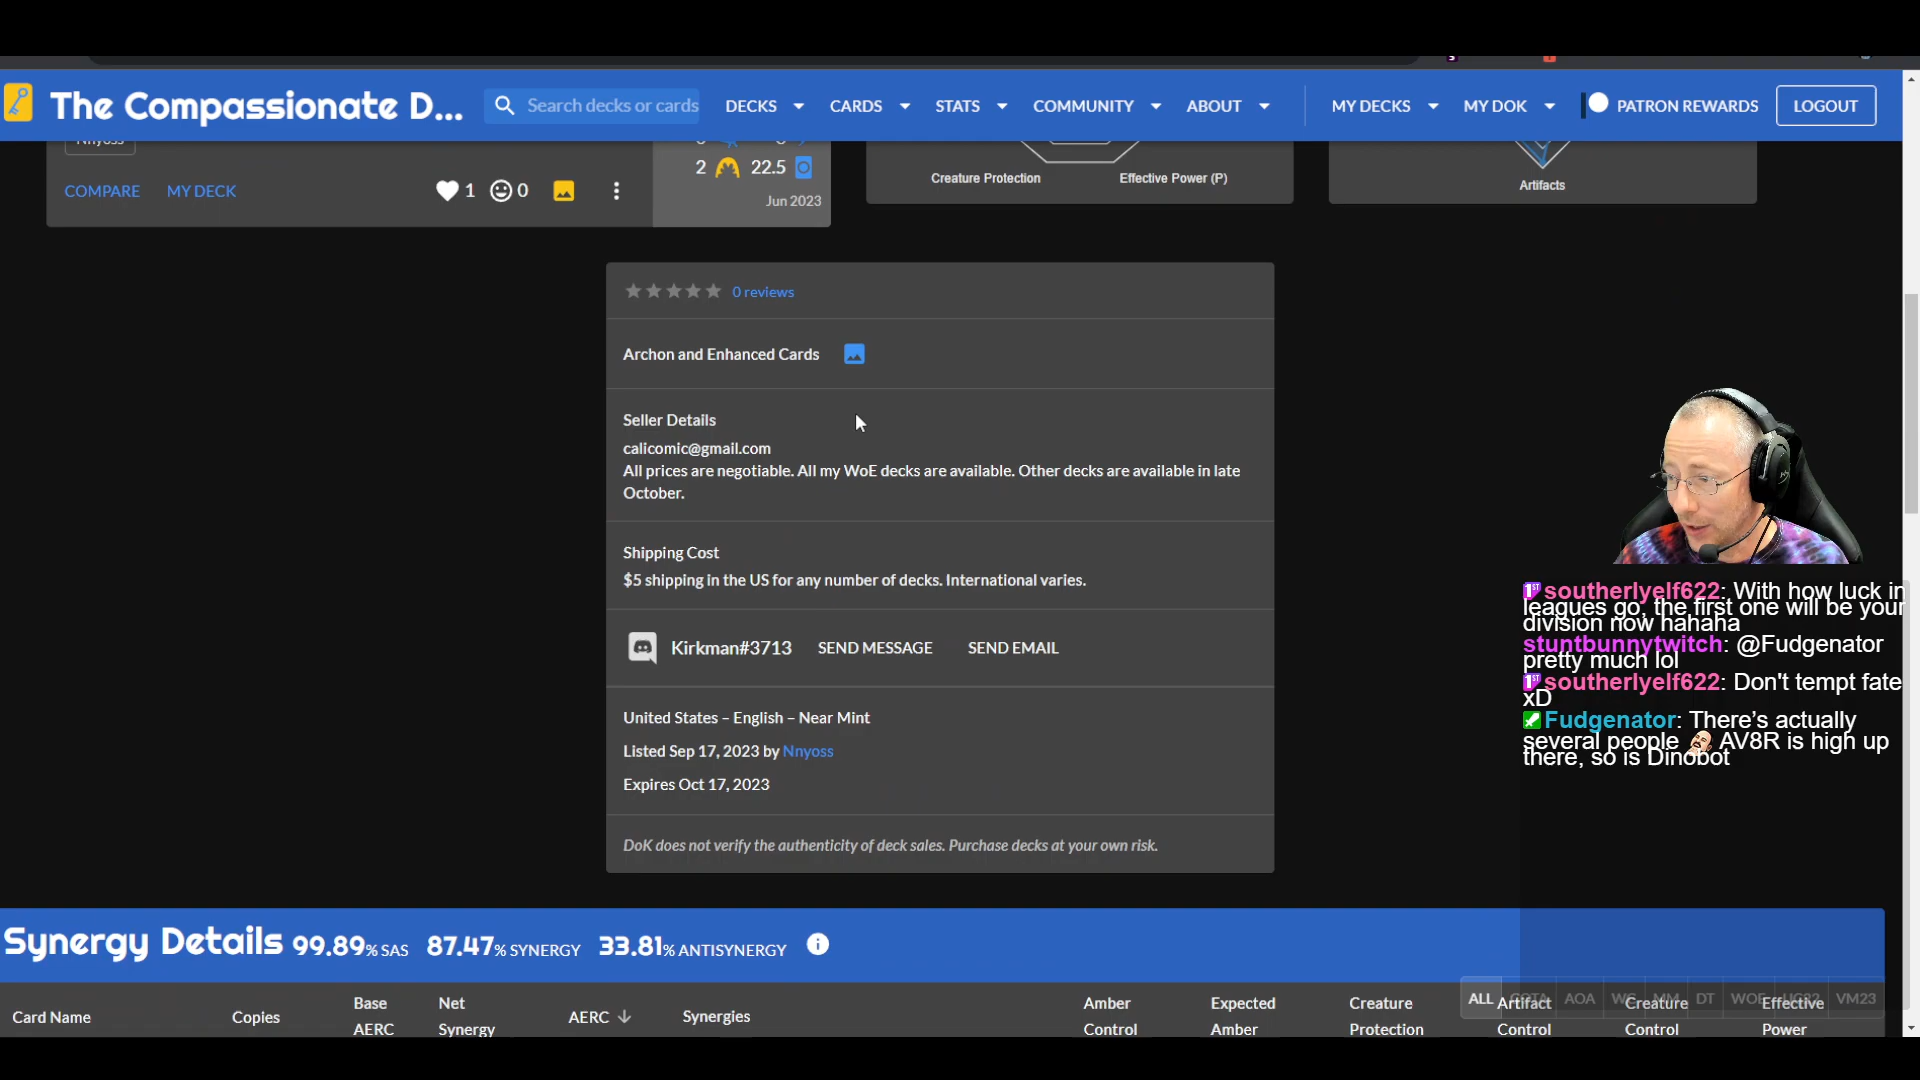 The Compassionate D...
Search decks or cards
DECKS
CARDS
STATS
COMMUNITY
ABOUT
MY DECKS
MY DOK
PATRON REWARDS
LOGOUT
Nnyoss
2 22.5
Jun 2023
COMPARE
MY DECK
1
0
Creature Protection
Effective Power (P)
Artifacts
0 reviews
Archon and Enhanced Cards
Seller Details
calicomic@gmail.com
All prices are negotiable. All my WoE decks are available. Other decks are available in late
October.
Shipping Cost
$5 shipping in the US for any number of decks. International varies.
Kirkman#3713 SEND MESSAGE SEND EMAIL
United States – English – Near Mint
Listed Sep 17, 2023 by Nnyoss
Expires Oct 17, 2023
DoK does not verify the authenticity of deck sales. Purchase decks at your own risk.
southerlyelf622: With how luck in
leagues go, the first one will be your
division now hahaha
stuntbunnytwitch: @Fudgenator
pretty much lol
southerlyelf622: Don't tempt fate
xD
Fudgenator: There's actually
several people AV8R is high up
there, so is Dinobot
Synergy Details 99.89% SAS 87.47% SYNERGY 33.81% ANTISYNERGY
ALL AOA MM DT WOE VM23
Card Name
Copies
Base
AERC
Net
Synergy
AERC
Synergies
Amber
Control
Expected
Amber
Creature
Protection
Artifact
Control
Creature
Control
Effective
Power